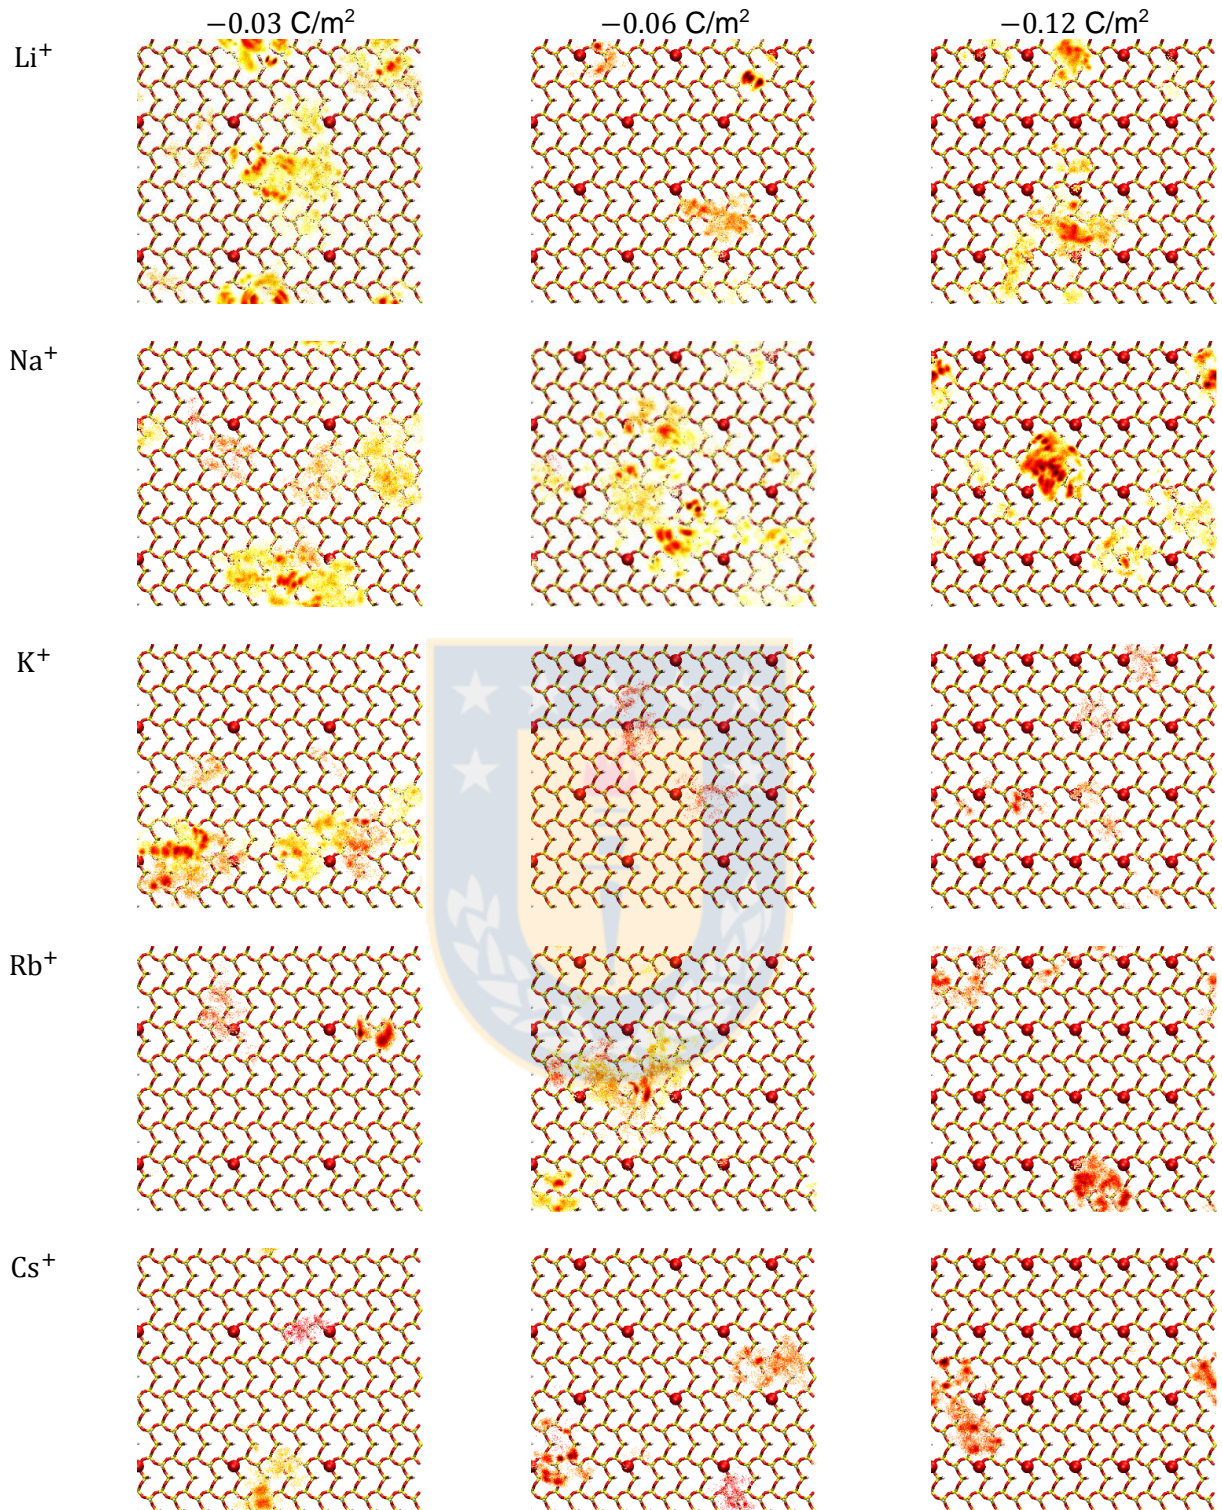 −0.03 C/m² −0.06 C/m² −0.12 C/m²
Li⁺
Na⁺
K⁺
Rb⁺
Cs⁺